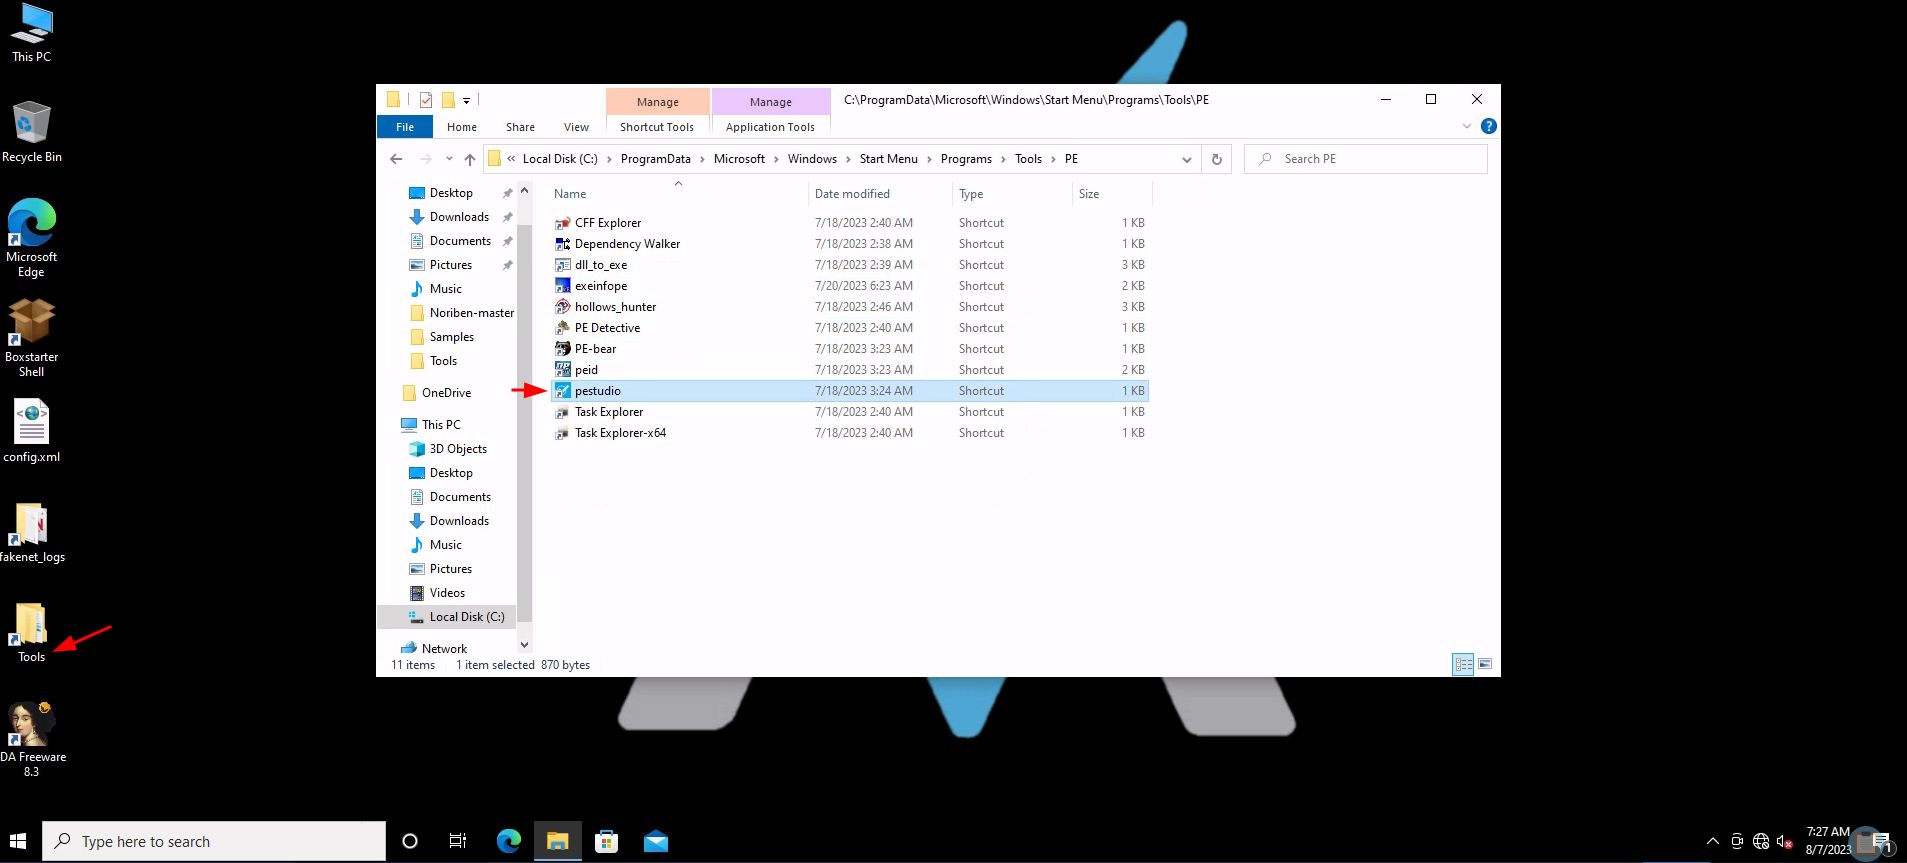 This PC
Recycle Bin
Microsoft
Edge
Boxstarter
Shell
config.xml
fakenet_logs
Tools
DA Freeware
8.3
Manage
Manage
C:\ProgramData\Microsoft\Windows\Start Menu\Programs\Tools\PE
File
Home
Share
View
Shortcut Tools
Application Tools
?
« Local Disk (C:) › ProgramData › Microsoft › Windows › Start Menu › Programs › Tools › PE
Search PE
Desktop
Downloads
Documents
Pictures
Music
Noriben-master
Samples
Tools
OneDrive
This PC
3D Objects
Desktop
Documents
Downloads
Music
Pictures
Videos
Local Disk (C:)
Network
Name Date modified Type Size
CFF Explorer 7/18/2023 2:40 AM Shortcut 1 KB
Dependency Walker 7/18/2023 2:38 AM Shortcut 1 KB
dll_to_exe 7/18/2023 2:39 AM Shortcut 3 KB
exeinfope 7/20/2023 6:23 AM Shortcut 2 KB
hollows_hunter 7/18/2023 2:46 AM Shortcut 3 KB
PE Detective 7/18/2023 2:40 AM Shortcut 1 KB
PE-bear 7/18/2023 3:23 AM Shortcut 1 KB
peid 7/18/2023 3:23 AM Shortcut 2 KB
pestudio 7/18/2023 3:24 AM Shortcut 1 KB
Task Explorer 7/18/2023 2:40 AM Shortcut 1 KB
Task Explorer-x64 7/18/2023 2:40 AM Shortcut 1 KB
11 items 1 item selected 870 bytes
Type here to search
7:27 AM
8/7/2023
1